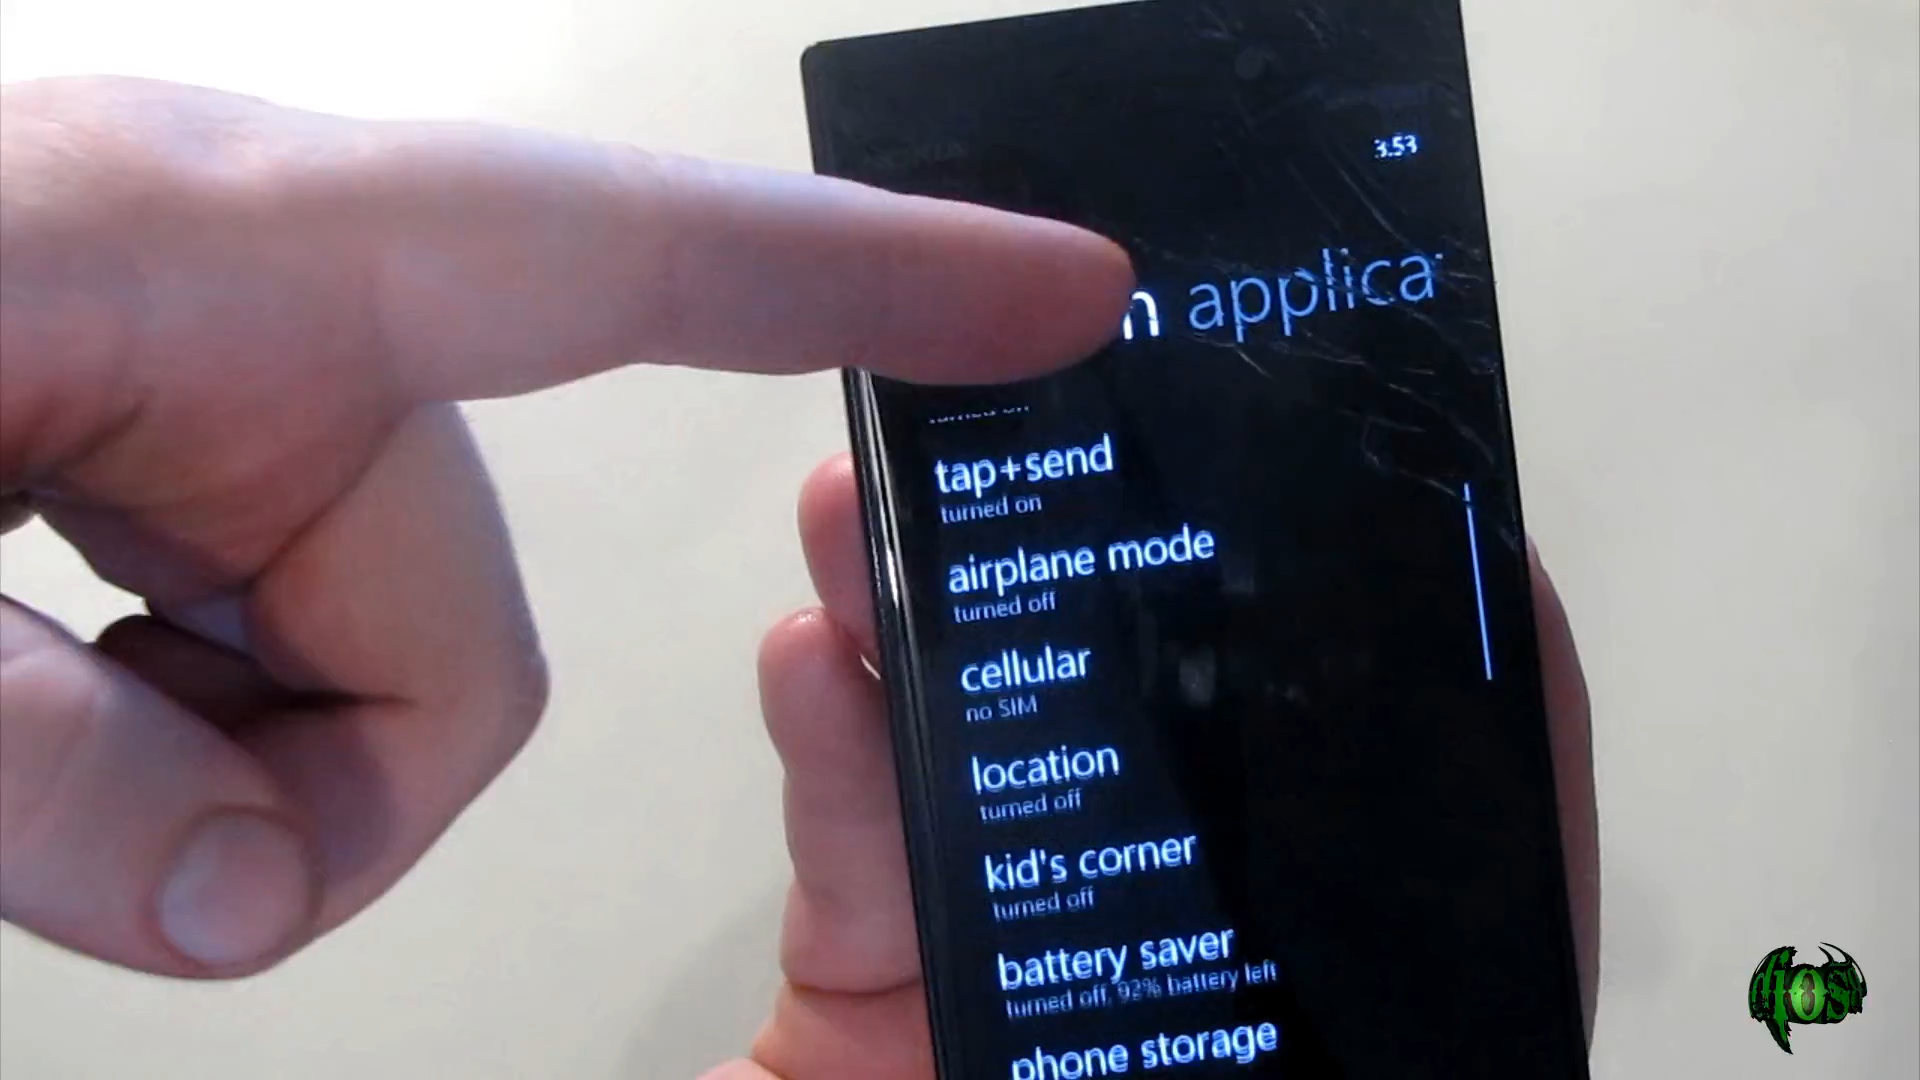 3:53
applica
tap+send
turned on
airplane mode
turned off
cellular
no SIM
location
turned off
kid's corner
turned off
battery saver
turned off, 92% battery left
phone storage
djos